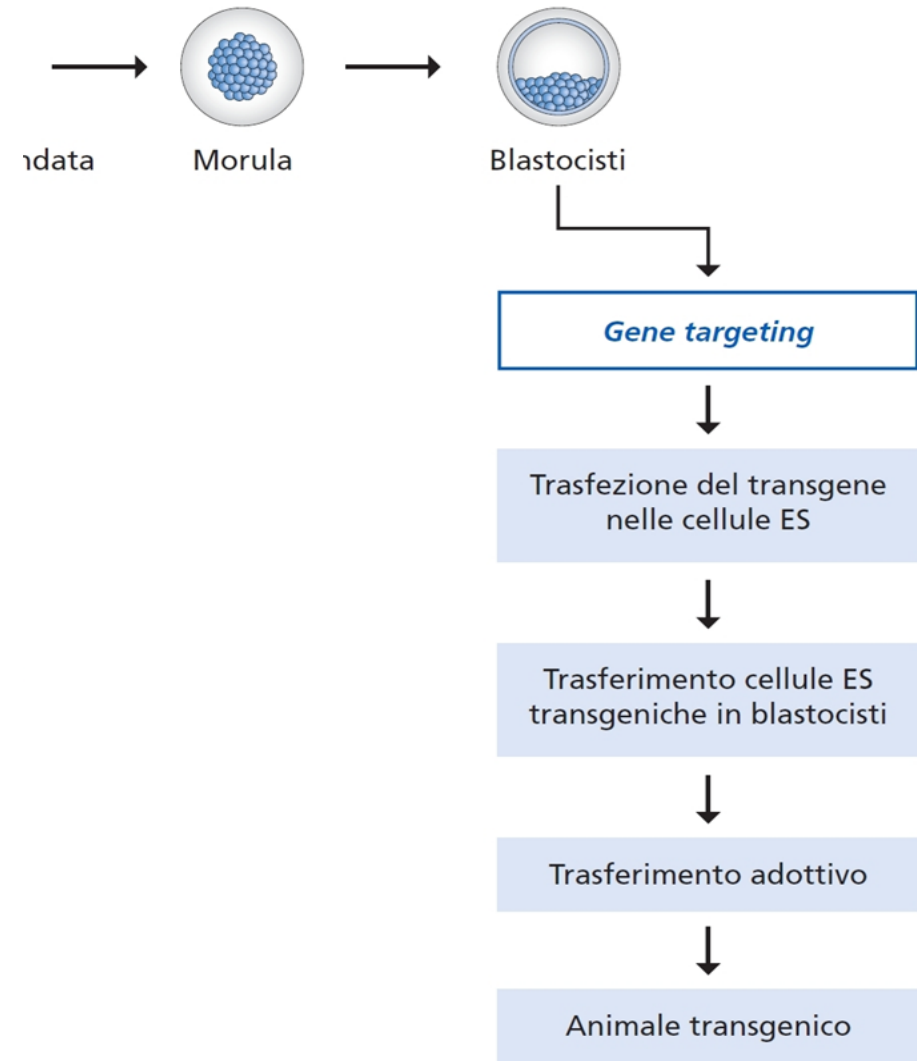 Morula
Blastocisti
Gene targeting
Trasfezione del transgene
nelle cellule ES
Trasferimento cellule ES
transgeniche in blastocisti
Trasferimento adottivo
Animale transgenico